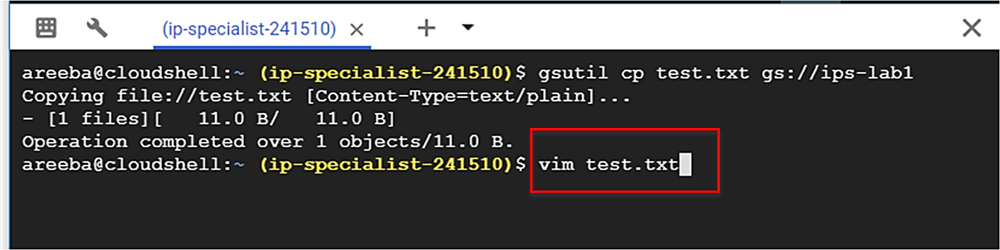 (ip-specialist-241510)
areeba@cloudshell:~ (ip-specialist-241510)$ gsutil cp test.txt gs://ips-lab1
Copying file://test.txt [Content-Type=text/plain]...
- [1 files][   11.0 B/   11.0 B]
Operation completed over 1 objects/11.0 B.
areeba@cloudshell:~ (ip-specialist-241510)$ vim test.txt